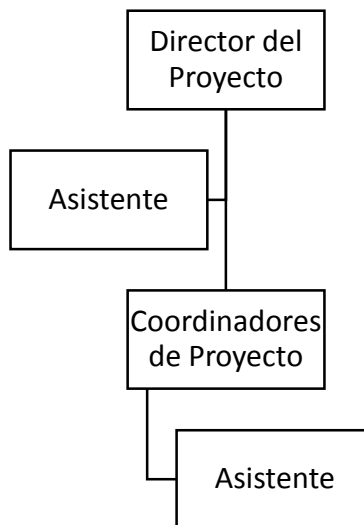 Director del
Proyecto
Asistente
Coordinadores
de Proyecto
Asistente